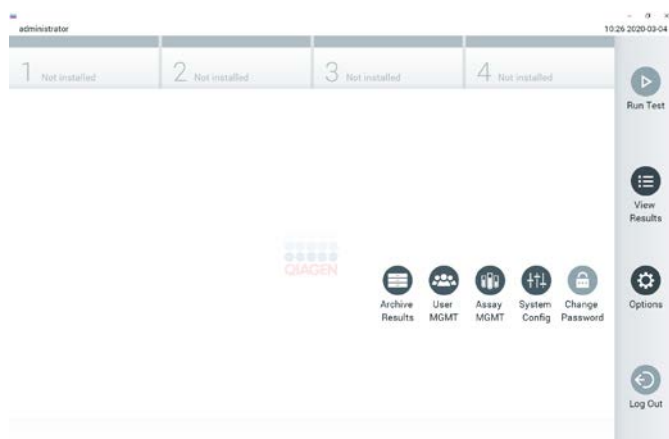 administrator
10:26 2020-03-04
1 Not installed
2 Not installed
3 Not installed
4 Not installed
Run Test
View
Results
QIAGEN
Archive
Results
User
MGMT
Assay
MGMT
System
Config
Change
Password
Options
Log Out